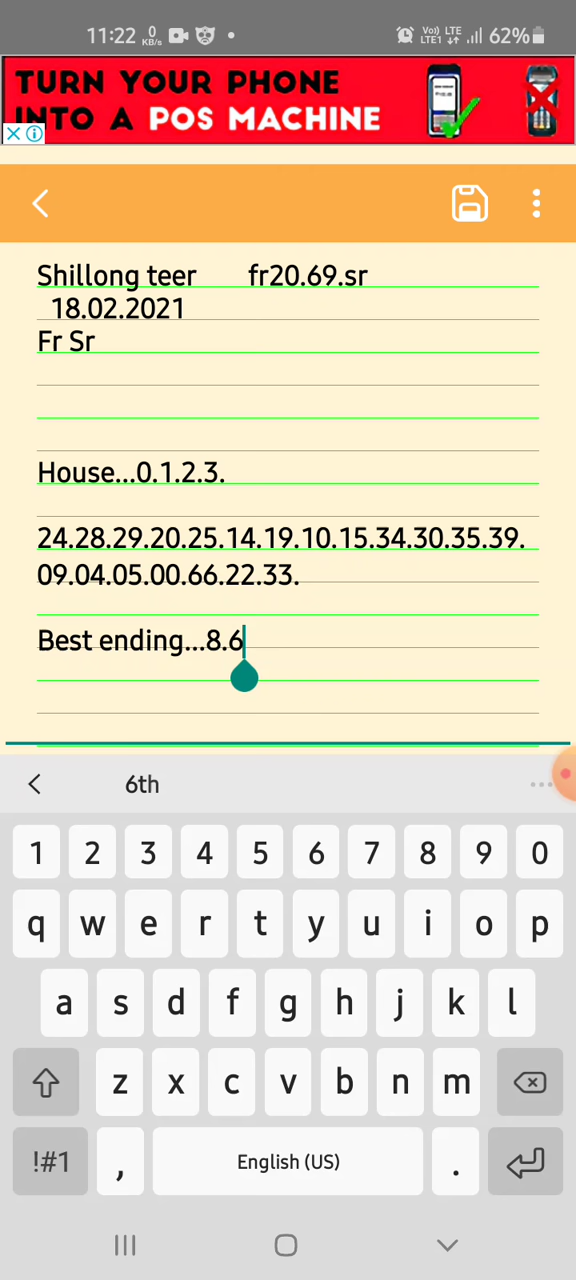 11:22 0 KB/s Vo) LTE LTE1 62%
TURN YOUR PHONE
INTO A POS MACHINE
Shillong teer fr20.69.sr
18.02.2021
Fr Sr
House...0.1.2.3.
24.28.29.20.25.14.19.10.15.34.30.35.39.
09.04.05.00.66.22.33.
Best ending...8.6
6th
1 2 3 4 5 6 7 8 9 0
q w e r t y u i o p
a s d f g h j k l
z x c v b n m
!#1 , English (US) .